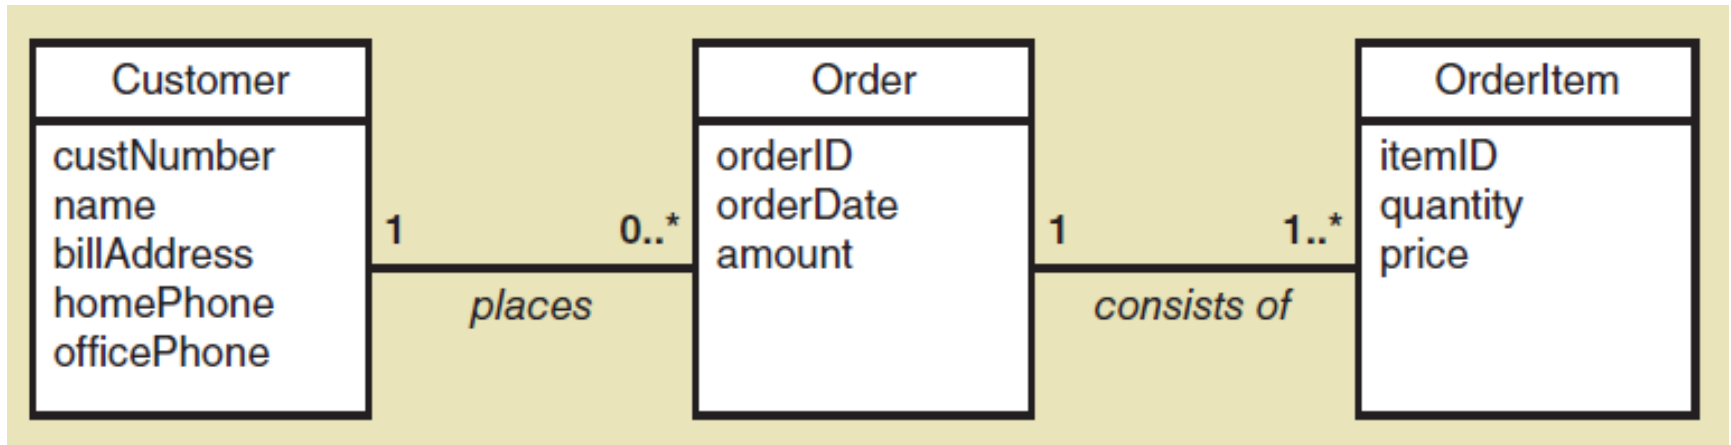 Customer
custNumber
name
billAddress
homePhone
officePhone
1
0..*
places
Order
orderID
orderDate
amount
1
1..*
consists of
OrderItem
itemID
quantity
price